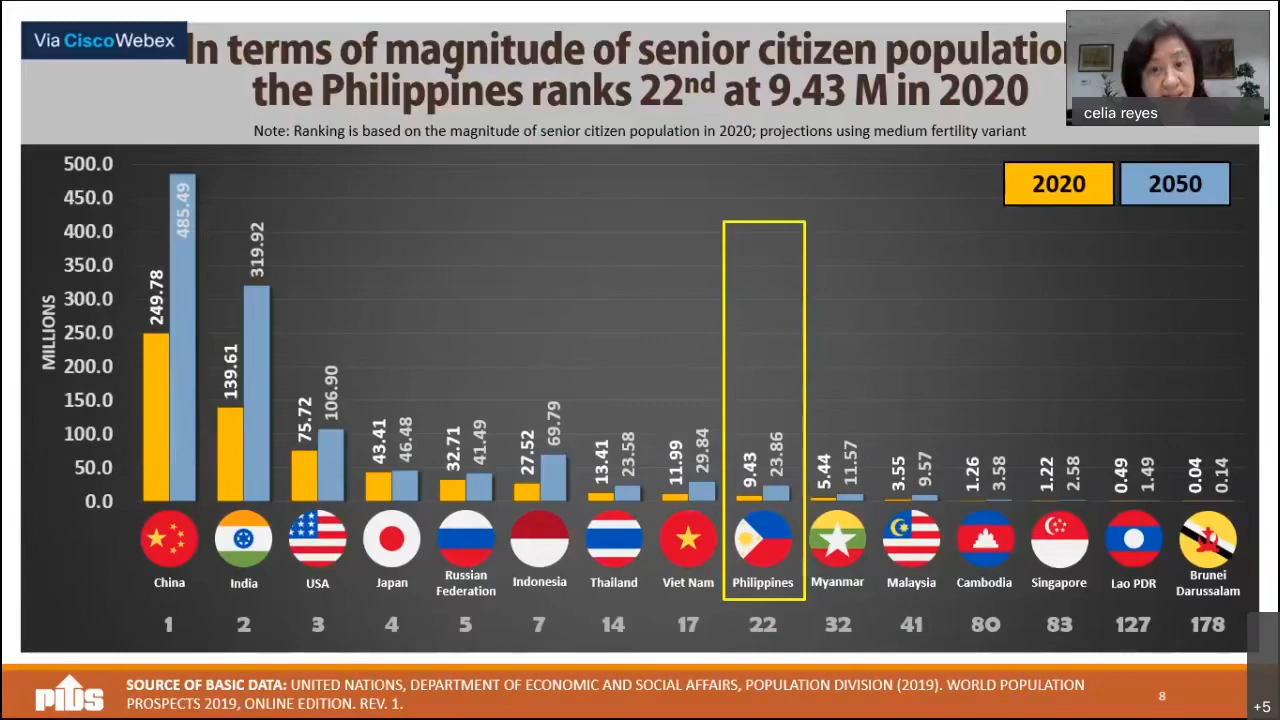 Via CiscoWebex
In terms of magnitude of senior citizen population
the Philippines ranks 22nd at 9.43 M in 2020
Note: Ranking is based on the magnitude of senior citizen population in 2020; projections using medium fertility variant
celia reyes
2020 2050
MILLIONS
500.0
450.0
400.0
350.0
300.0
250.0
200.0
150.0
100.0
50.0
0.0
249.78 485.49
139.61 319.92
75.72 106.90
43.41 46.48
32.71 41.49
27.52 69.79
13.41 23.58
11.99 29.84
9.43 23.86
5.44 11.57
3.55 9.57
1.26 3.58
1.22 2.58
0.49 1.49
0.04 0.14
China
India
USA
Japan
Russian
Federation
Indonesia
Thailand
Viet Nam
Philippines
Myanmar
Malaysia
Cambodia
Singapore
Lao PDR
Brunei
Darussalam
1 2 3 4 5 7 14 17 22 32 41 80 83 127 178
pids
SOURCE OF BASIC DATA: UNITED NATIONS, DEPARTMENT OF ECONOMIC AND SOCIAL AFFAIRS, POPULATION DIVISION (2019). WORLD POPULATION
PROSPECTS 2019, ONLINE EDITION. REV. 1.
8
+5